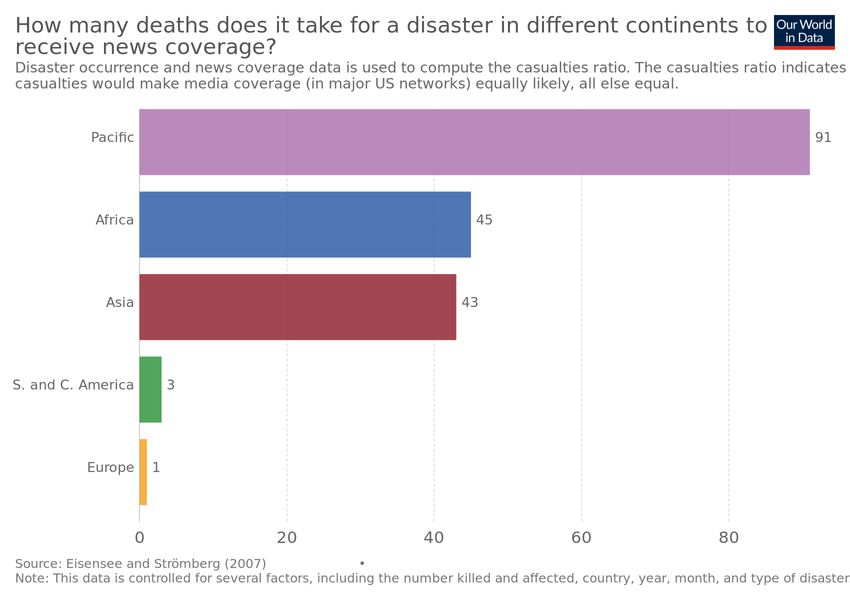 How many deaths does it take for a disaster in different continents to
receive news coverage?
Our World
in Data
Disaster occurrence and news coverage data is used to compute the casualties ratio. The casualties ratio indicates
casualties would make media coverage (in major US networks) equally likely, all else equal.
Pacific
91
Africa
45
Asia
43
S. and C. America
3
Europe
1
0
20
40
60
80
Source: Eisensee and Strömberg (2007)
•
Note: This data is controlled for several factors, including the number killed and affected, country, year, month, and type of disaster